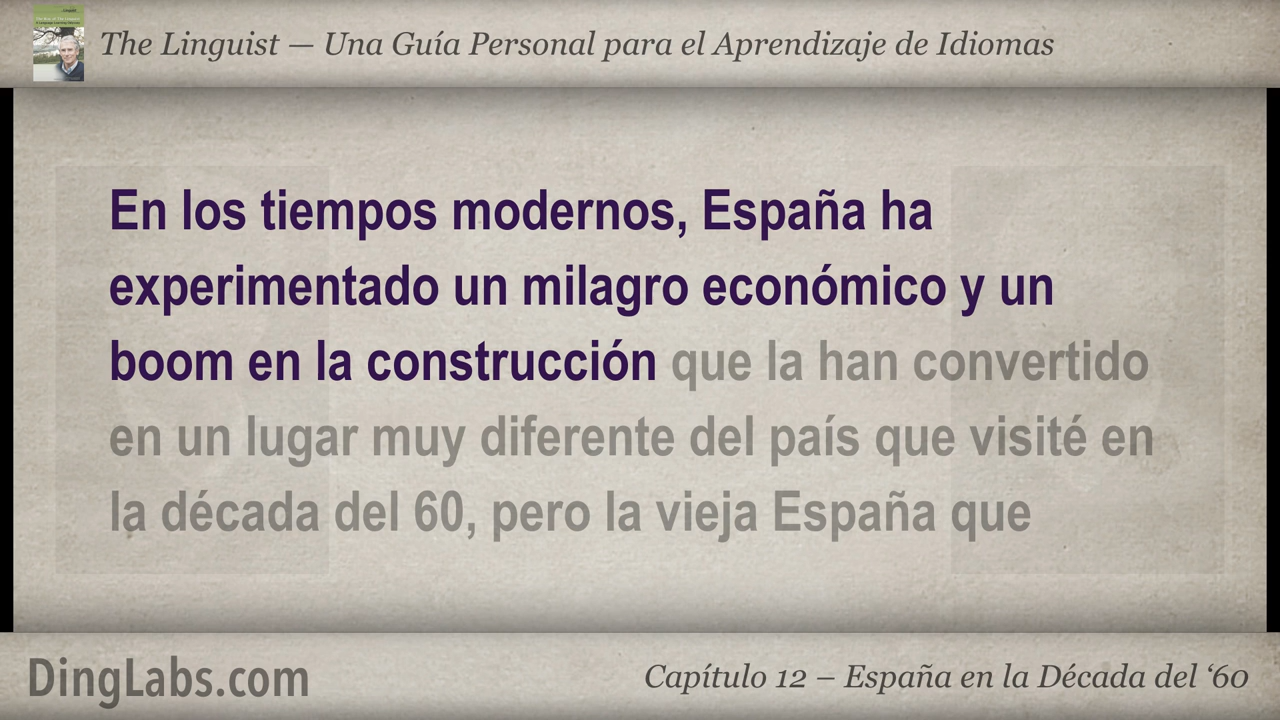 The Linguist — Una Guía Personal para el Aprendizaje de Idiomas
En los tiempos modernos, España ha
experimentado un milagro económico y un
boom en la construcción que la han convertido
en un lugar muy diferente del país que visité en
la década del 60, pero la vieja España que
DingLabs.com
Capítulo 12 – España en la Década del ‘60